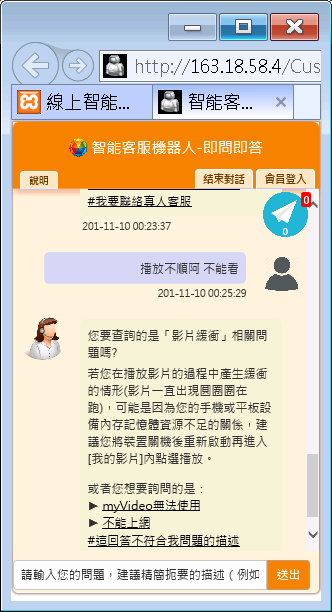 http://163.18.58.4/Cus
線上智能...
智能客...
智能客服機器人-即問即答
說明
結束對話
會員登入
#我要聯絡真人客服
201-11-10 00:23:37
0
0
播放不順阿 不能看
201-11-10 00:25:29
您要查詢的是「影片緩衝」相關問
題嗎?
若您在播放影片的過程中產生緩衝
的情形(影片一直出現圓圈圈在
跑)，可能是因為您的手機或平板設
備內存記憶體資源不足的關係，建
議您將裝置關機後重新啟動再進入
[我的影片]內點選播放。
或者您想要詢問的是：
► myVideo無法使用
► 不能上網
#這回答不符合我問題的描述
請輸入您的問題，建議精簡扼要的描述（例如
送出